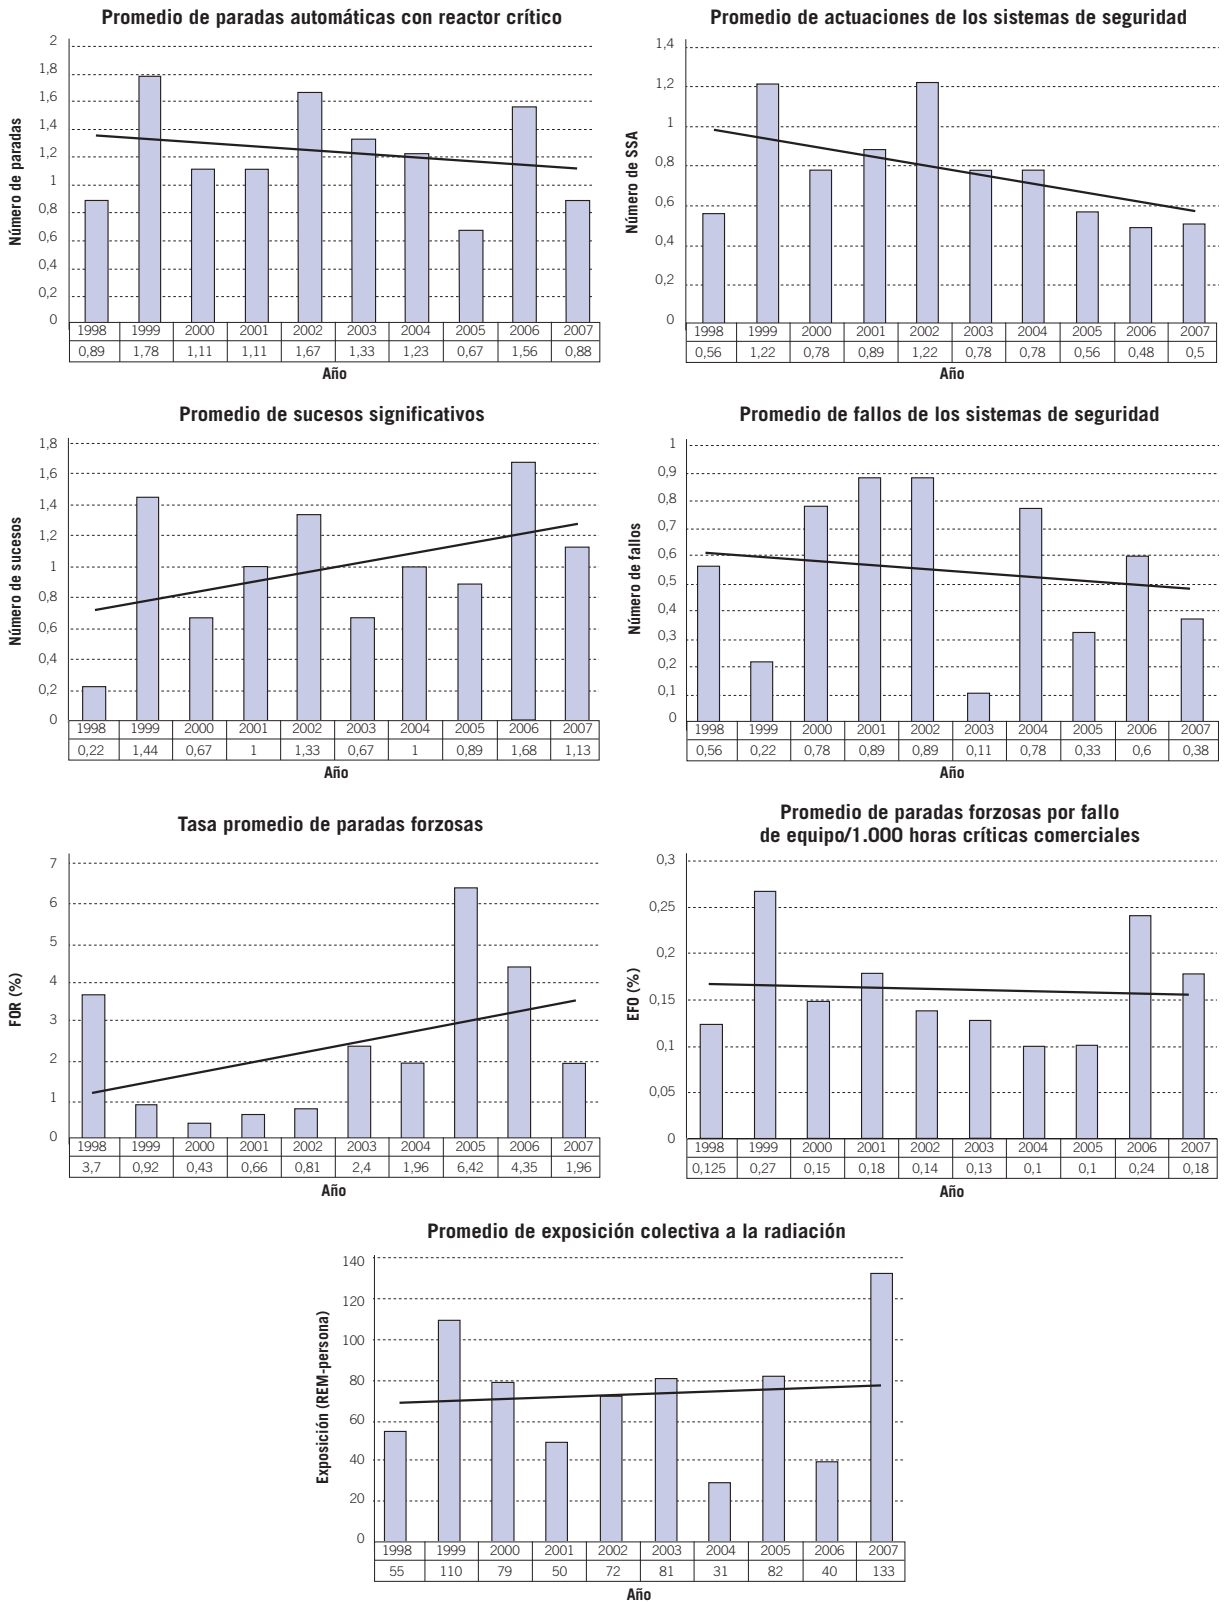 Promedio de paradas automáticas con reactor crítico
Número de paradas
2
1,8
1,6
1,4
1,2
1
0,8
0,6
0,4
0,2
0
1998 1999 2000 2001 2002 2003 2004 2005 2006 2007
0,89 1,78 1,11 1,11 1,67 1,33 1,23 0,67 1,56 0,88
Año
Promedio de actuaciones de los sistemas de seguridad
Número de SSA
1,4
1,2
1
0,8
0,6
0,4
0,2
0
1998 1999 2000 2001 2002 2003 2004 2005 2006 2007
0,56 1,22 0,78 0,89 1,22 0,78 0,78 0,56 0,48 0,5
Año
Promedio de sucesos significativos
Número de sucesos
1,8
1,6
1,4
1,2
1
0,8
0,6
0,4
0,2
0
1998 1999 2000 2001 2002 2003 2004 2005 2006 2007
0,22 1,44 0,67 1 1,33 0,67 1 0,89 1,68 1,13
Año
Promedio de fallos de los sistemas de seguridad
Número de fallos
1
0,9
0,8
0,7
0,6
0,5
0,4
0,3
0,2
0,1
0
1998 1999 2000 2001 2002 2003 2004 2005 2006 2007
0,56 0,22 0,78 0,89 0,89 0,11 0,78 0,33 0,6 0,38
Año
Tasa promedio de paradas forzosas
FOR (%)
7
6
5
4
3
2
1
0
1998 1999 2000 2001 2002 2003 2004 2005 2006 2007
3,7 0,92 0,43 0,66 0,81 2,4 1,96 6,42 4,35 1,96
Año
Promedio de paradas forzosas por fallo
de equipo/1.000 horas críticas comerciales
EFO (%)
0,3
0,25
0,2
0,15
0,1
0,05
0
1998 1999 2000 2001 2002 2003 2004 2005 2006 2007
0,125 0,27 0,15 0,18 0,14 0,13 0,1 0,1 0,24 0,18
Año
Promedio de exposición colectiva a la radiación
Exposición (REM-persona)
140
120
100
80
60
40
20
0
1998 1999 2000 2001 2002 2003 2004 2005 2006 2007
55 110 79 50 72 81 31 82 40 133
Año